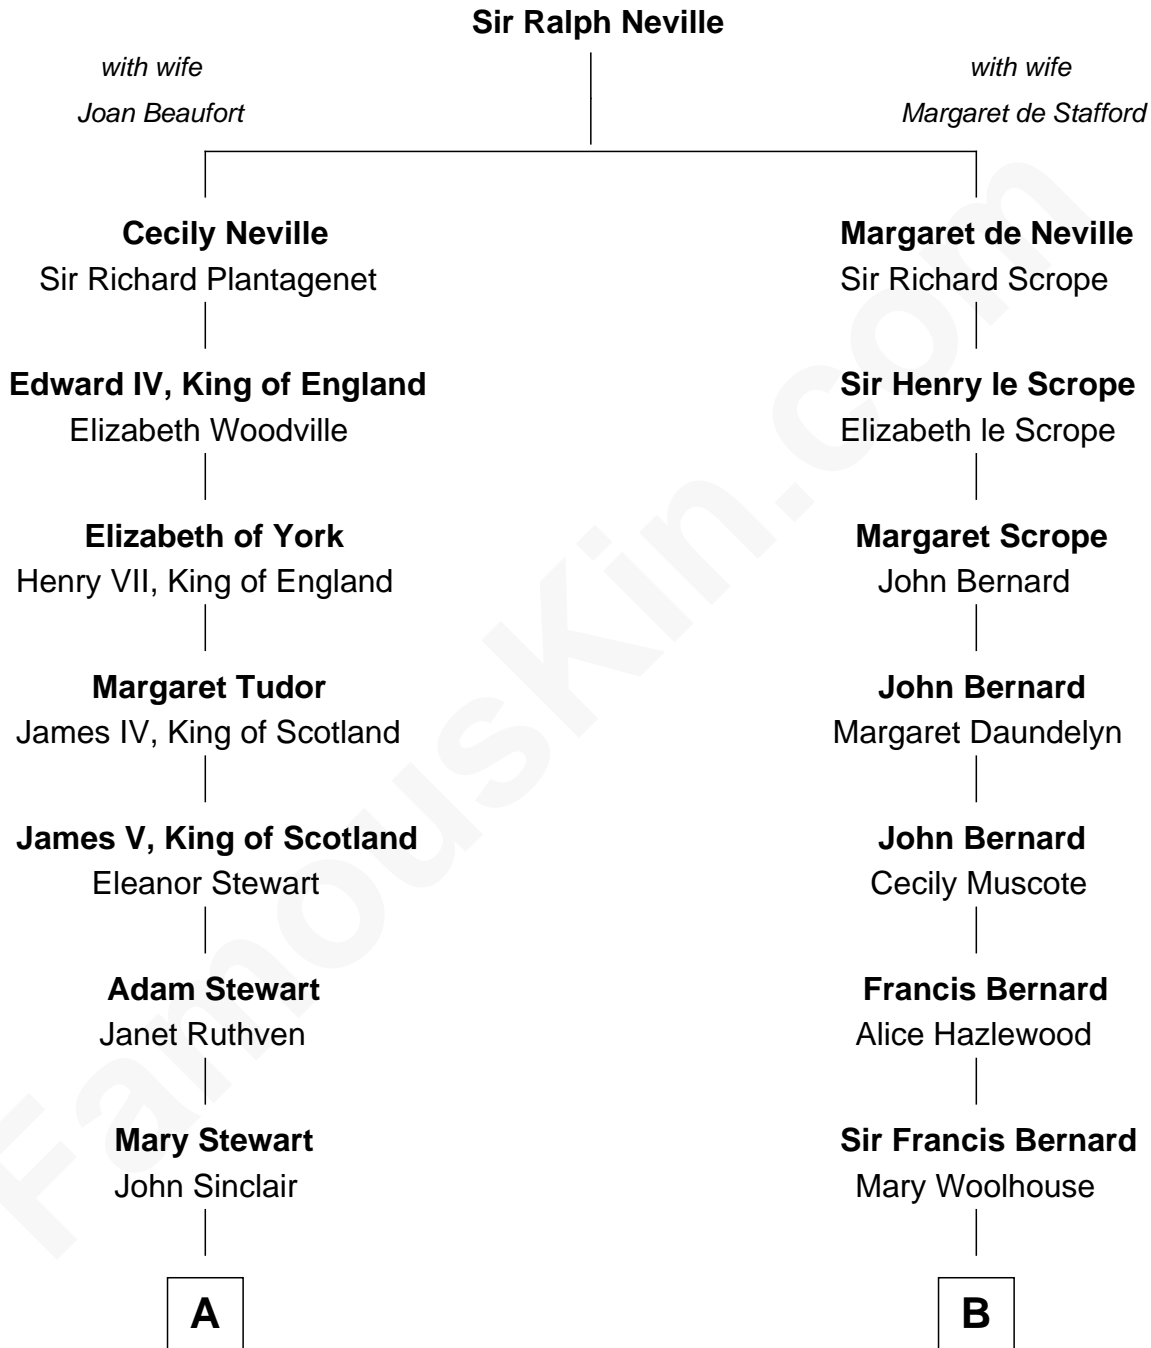 Sir Ralph Neville
with wife
Joan Beaufort
with wife
Margaret de Stafford
Cecily Neville
Sir Richard Plantagenet
Margaret de Neville
Sir Richard Scrope
Edward IV, King of England
Elizabeth Woodville
Sir Henry le Scrope
Elizabeth le Scrope
Elizabeth of York
Henry VII, King of England
Margaret Scrope
John Bernard
Margaret Tudor
James IV, King of Scotland
John Bernard
Margaret Daundelyn
James V, King of Scotland
Eleanor Stewart
John Bernard
Cecily Muscote
Adam Stewart
Janet Ruthven
Francis Bernard
Alice Hazlewood
Mary Stewart
John Sinclair
Sir Francis Bernard
Mary Woolhouse
A
B
FamousKin.com